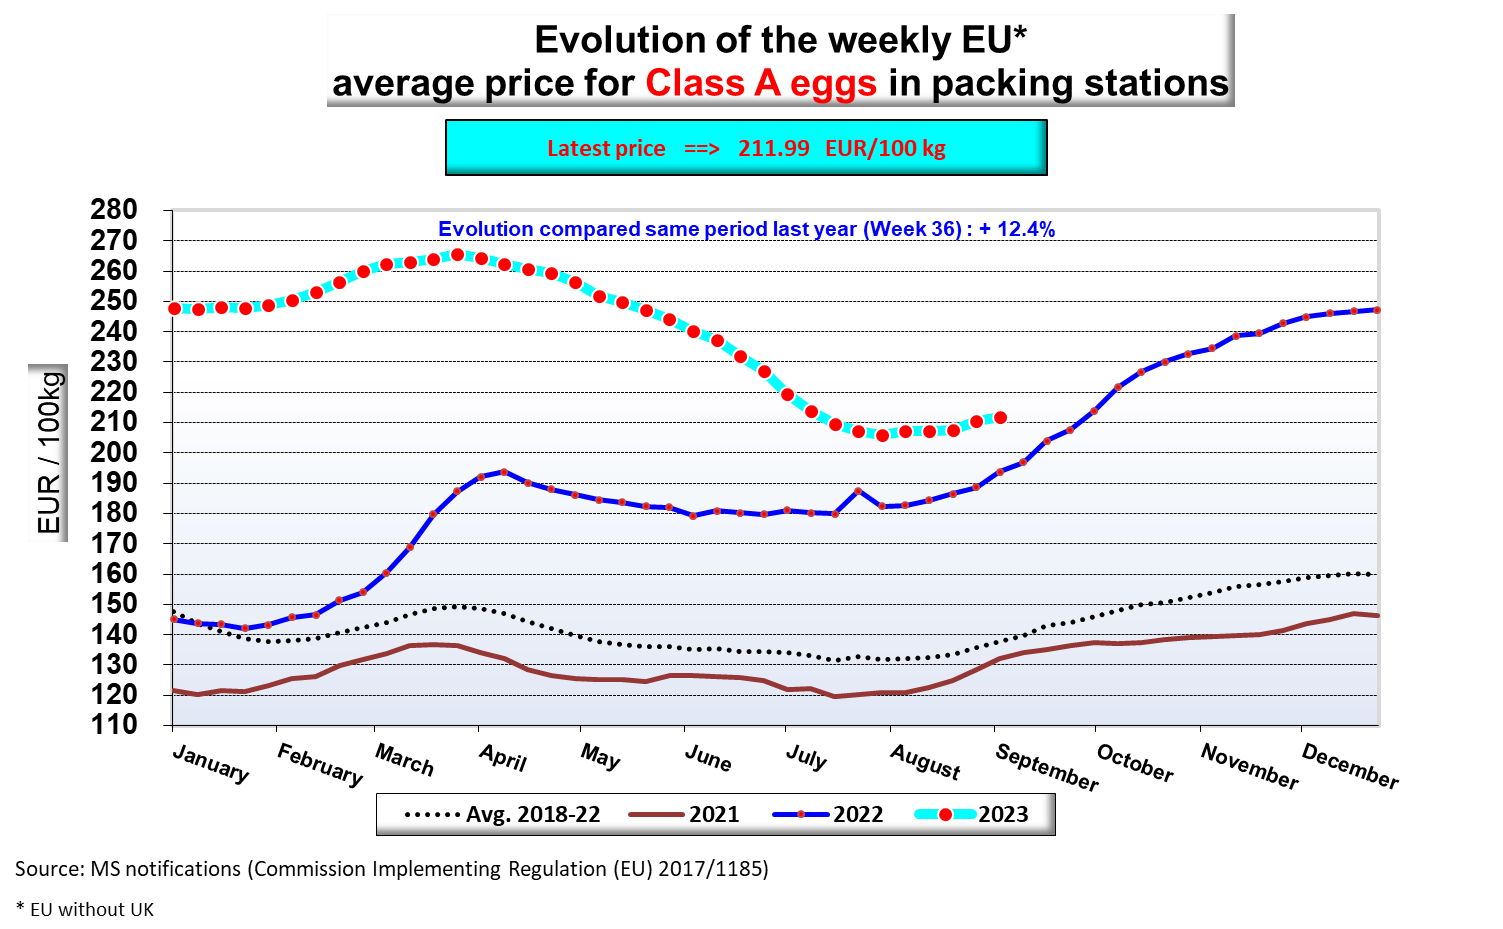 Evolution of the weekly EU*
average price for Class A eggs in packing stations
Latest price ==> 211.99 EUR/100 kg
Evolution compared same period last year (Week 36) : + 12.4%
EUR / 100kg
280
270
260
250
240
230
220
210
200
190
180
170
160
150
140
130
120
110
January February March April May June July August September October November December
Avg. 2018-22 2021 2022 2023
Source: MS notifications (Commission Implementing Regulation (EU) 2017/1185)
* EU without UK